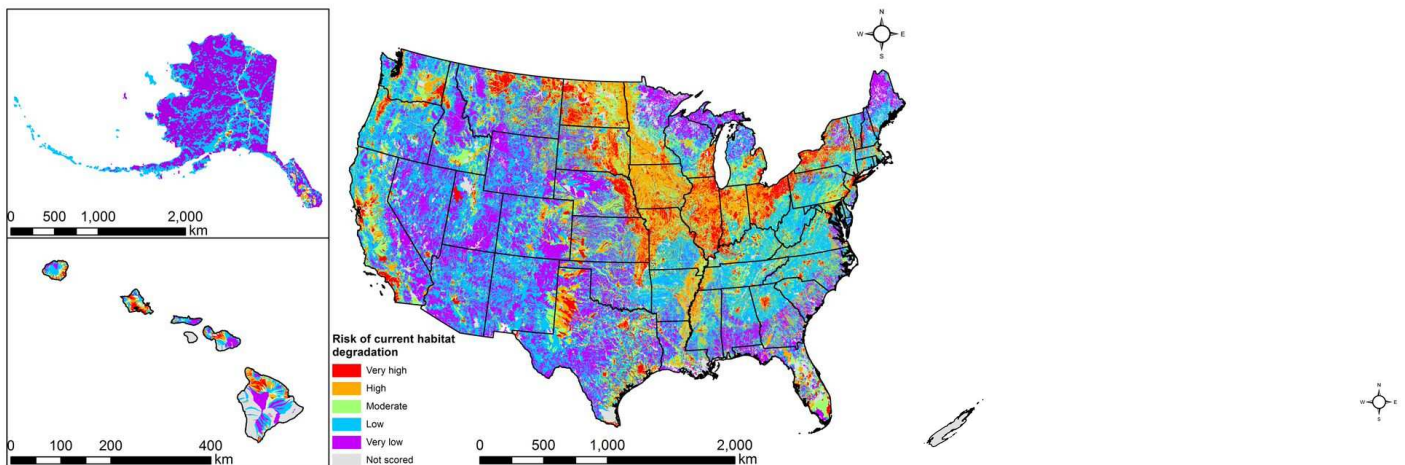 N
W E
S
0 500 1,000 2,000
km
0 100 200 400
km
Risk of current habitat
degradation
Very high
High
Moderate
Low
Very low
Not scored
0 500 1,000 2,000
km
N
W E
S